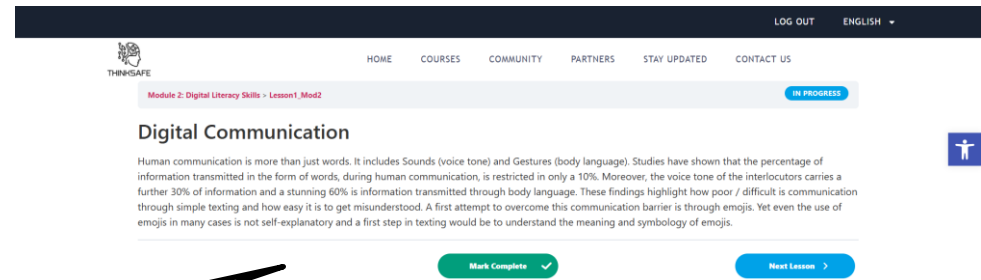 LOG OUT ENGLISH
THINKSAFE
HOME COURSES COMMUNITY PARTNERS STAY UPDATED CONTACT US
Module 2: Digital Literacy Skills > Lesson1_Mod2 IN PROGRESS
Digital Communication
Human communication is more than just words. It includes Sounds (voice tone) and Gestures (body language). Studies have shown that the percentage of
information transmitted in the form of words, during human communication, is restricted in only a 10%. Moreover, the voice tone of the interlocutors carries a
further 30% of information and a stunning 60% is information transmitted through body language. These findings highlight how poor / difficult is communication
through simple texting and how easy it is to get misunderstood. A first attempt to overcome this communication barrier is through emojis. Yet even the use of
emojis in many cases is not self-explanatory and a first step in texting would be to understand the meaning and symbology of emojis.
Mark Complete Next Lesson >